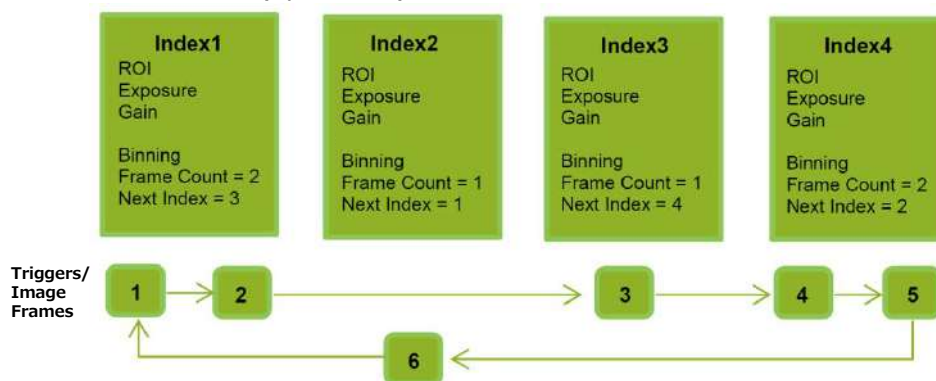 Index1
ROI
Exposure
Gain
Binning
Frame Count = 2
Next Index = 3
Index2
ROI
Exposure
Gain
Binning
Frame Count = 1
Next Index = 1
Index3
ROI
Exposure
Gain
Binning
Frame Count = 1
Next Index = 4
Index4
ROI
Exposure
Gain
Binning
Frame Count = 2
Next Index = 2
Triggers/
Image
Frames
1
2
3
4
5
6